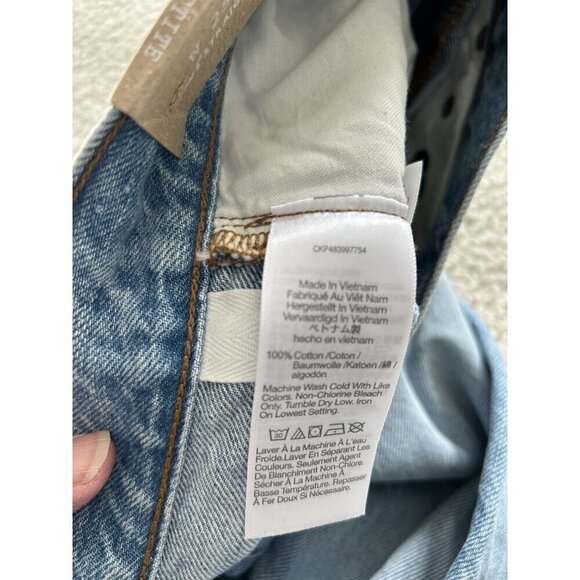 TITE
STRAIG
CKP483997754
Made In Vietnam
Fabriqué Au Viêt Nam
Hergestellt In Vietnam
Vervaardigd In Vietnam
ベトナム製
hecho en vietnam
100% Cotton /Coton /
Baumwolle /Katoen /綿 /
algodón
Machine Wash Cold With Like
Colors. Non-Chlorine Bleach
Only. Tumble Dry Low. Iron
On Lowest Setting.
30
Laver À La Machine À L'eau
Froide.Laver En Séparant Les
Couleurs. Seulement Agent
De Blanchiment Non-Chlore.
Sécher À La Machine À
Basse Température. Repasser
À Fer Doux Si Nécessaire.